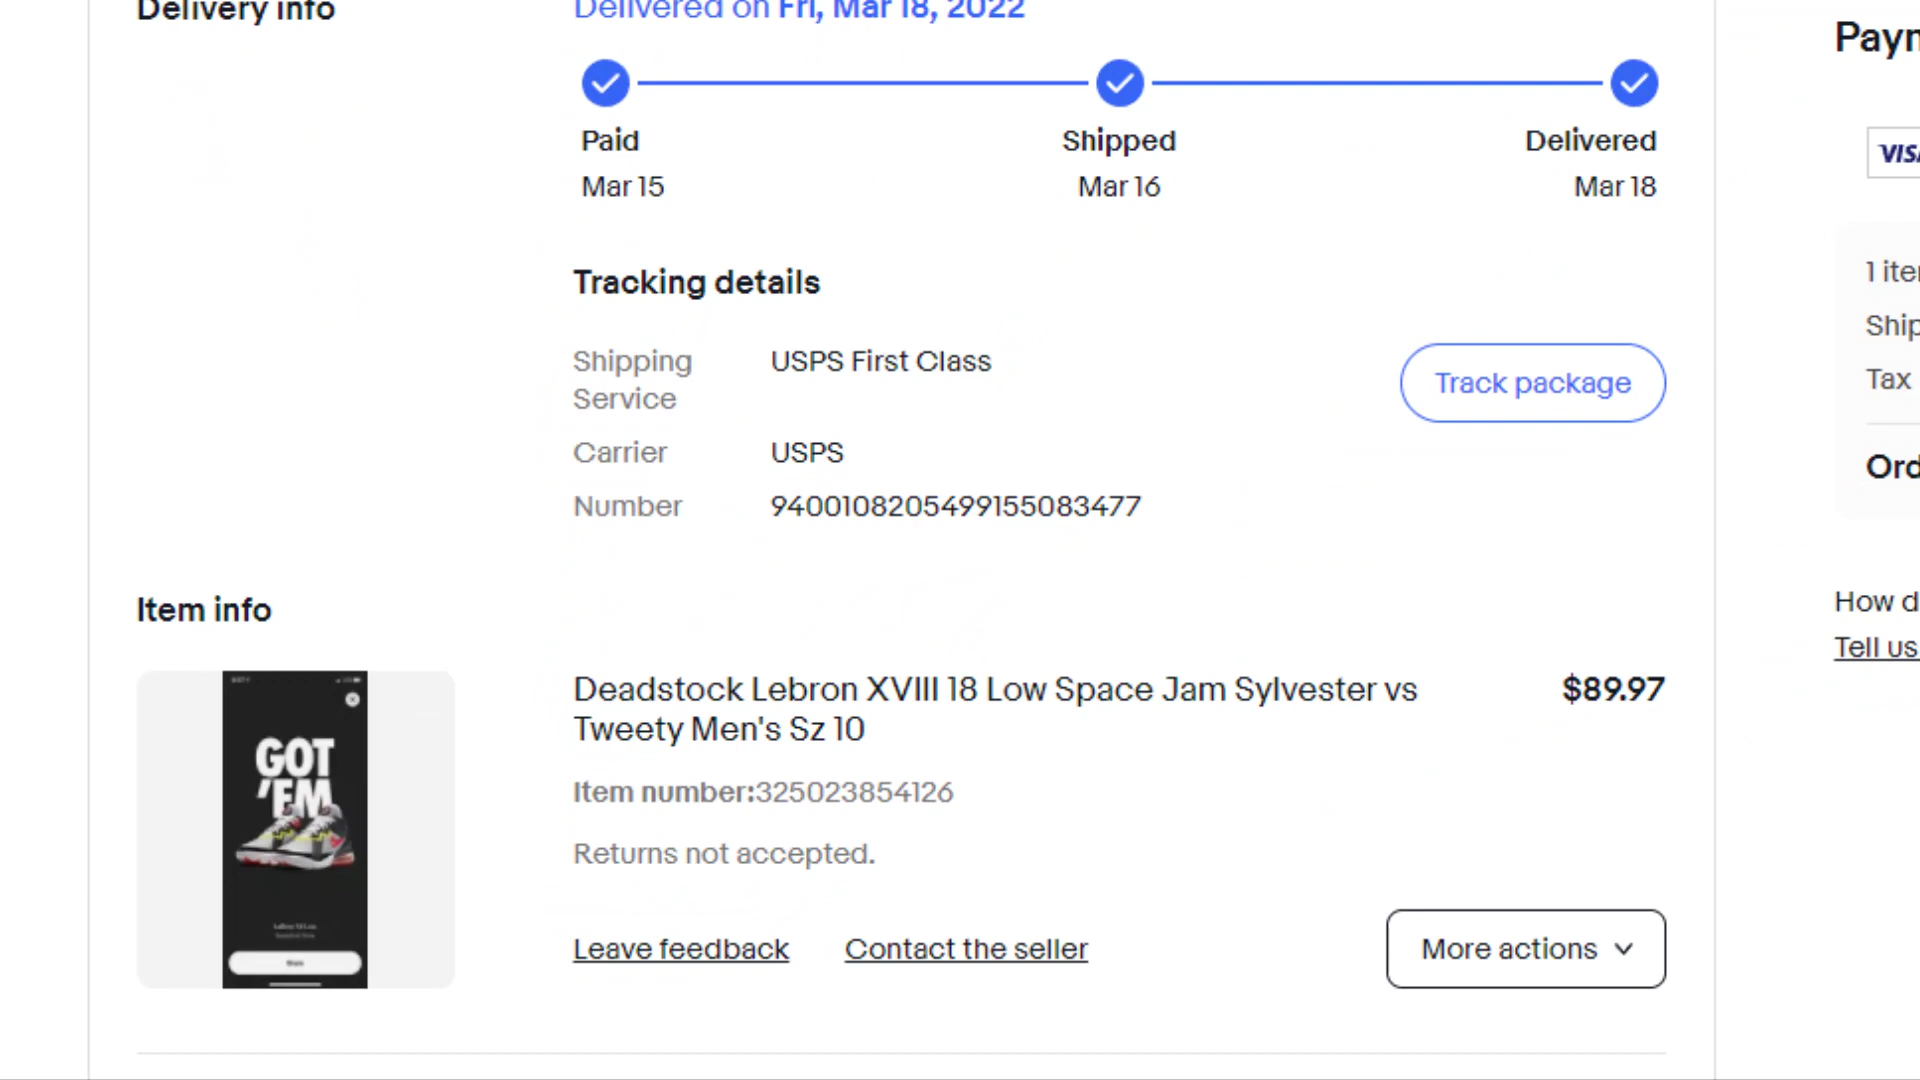 Delivery info
Delivered on Fri, Mar 18, 2022
Paid
Mar 15
Shipped
Mar 16
Delivered
Mar 18
Tracking details
Shipping Service
USPS First Class
Track package
Carrier
USPS
Number
9400108205499155083477
Item info
GOT
'EM
Deadstock Lebron XVIII 18 Low Space Jam Sylvester vs
Tweety Men's Sz 10
$89.97
Item number:325023854126
Returns not accepted.
Leave feedback
Contact the seller
More actions
Paym
VISA
1 iter
Ship
Tax
Ord
How d
Tell us